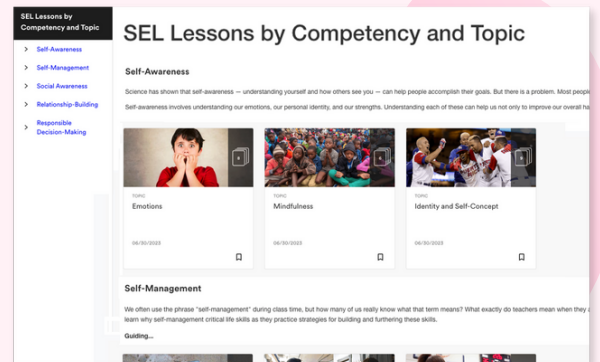 SEL Lessons by
Competency and Topic
Self-Awareness
Self-Management
Social Awareness
Relationship-Building
Responsible
Decision-Making
SEL Lessons by Competency and Topic
Self-Awareness
Science has shown that self-awareness — understanding yourself and how others see you — can help people accomplish their goals. But there is a problem. Most peopl
Self-awareness involves understanding our emotions, our personal identity, and our strengths. Understanding each of these can help us not only to improve our overall ha
TOPIC
Emotions
06/30/2023
TOPIC
Mindfulness
06/30/2023
TOPIC
Identity and Self-Concept
06/30/2023
Self-Management
We often use the phrase "self-management" during class time, but how many of us really know what that term means? What exactly do teachers mean when they a
learn why self-management critical life skills as they practice strategies for building and furthering these skills.
Guiding...